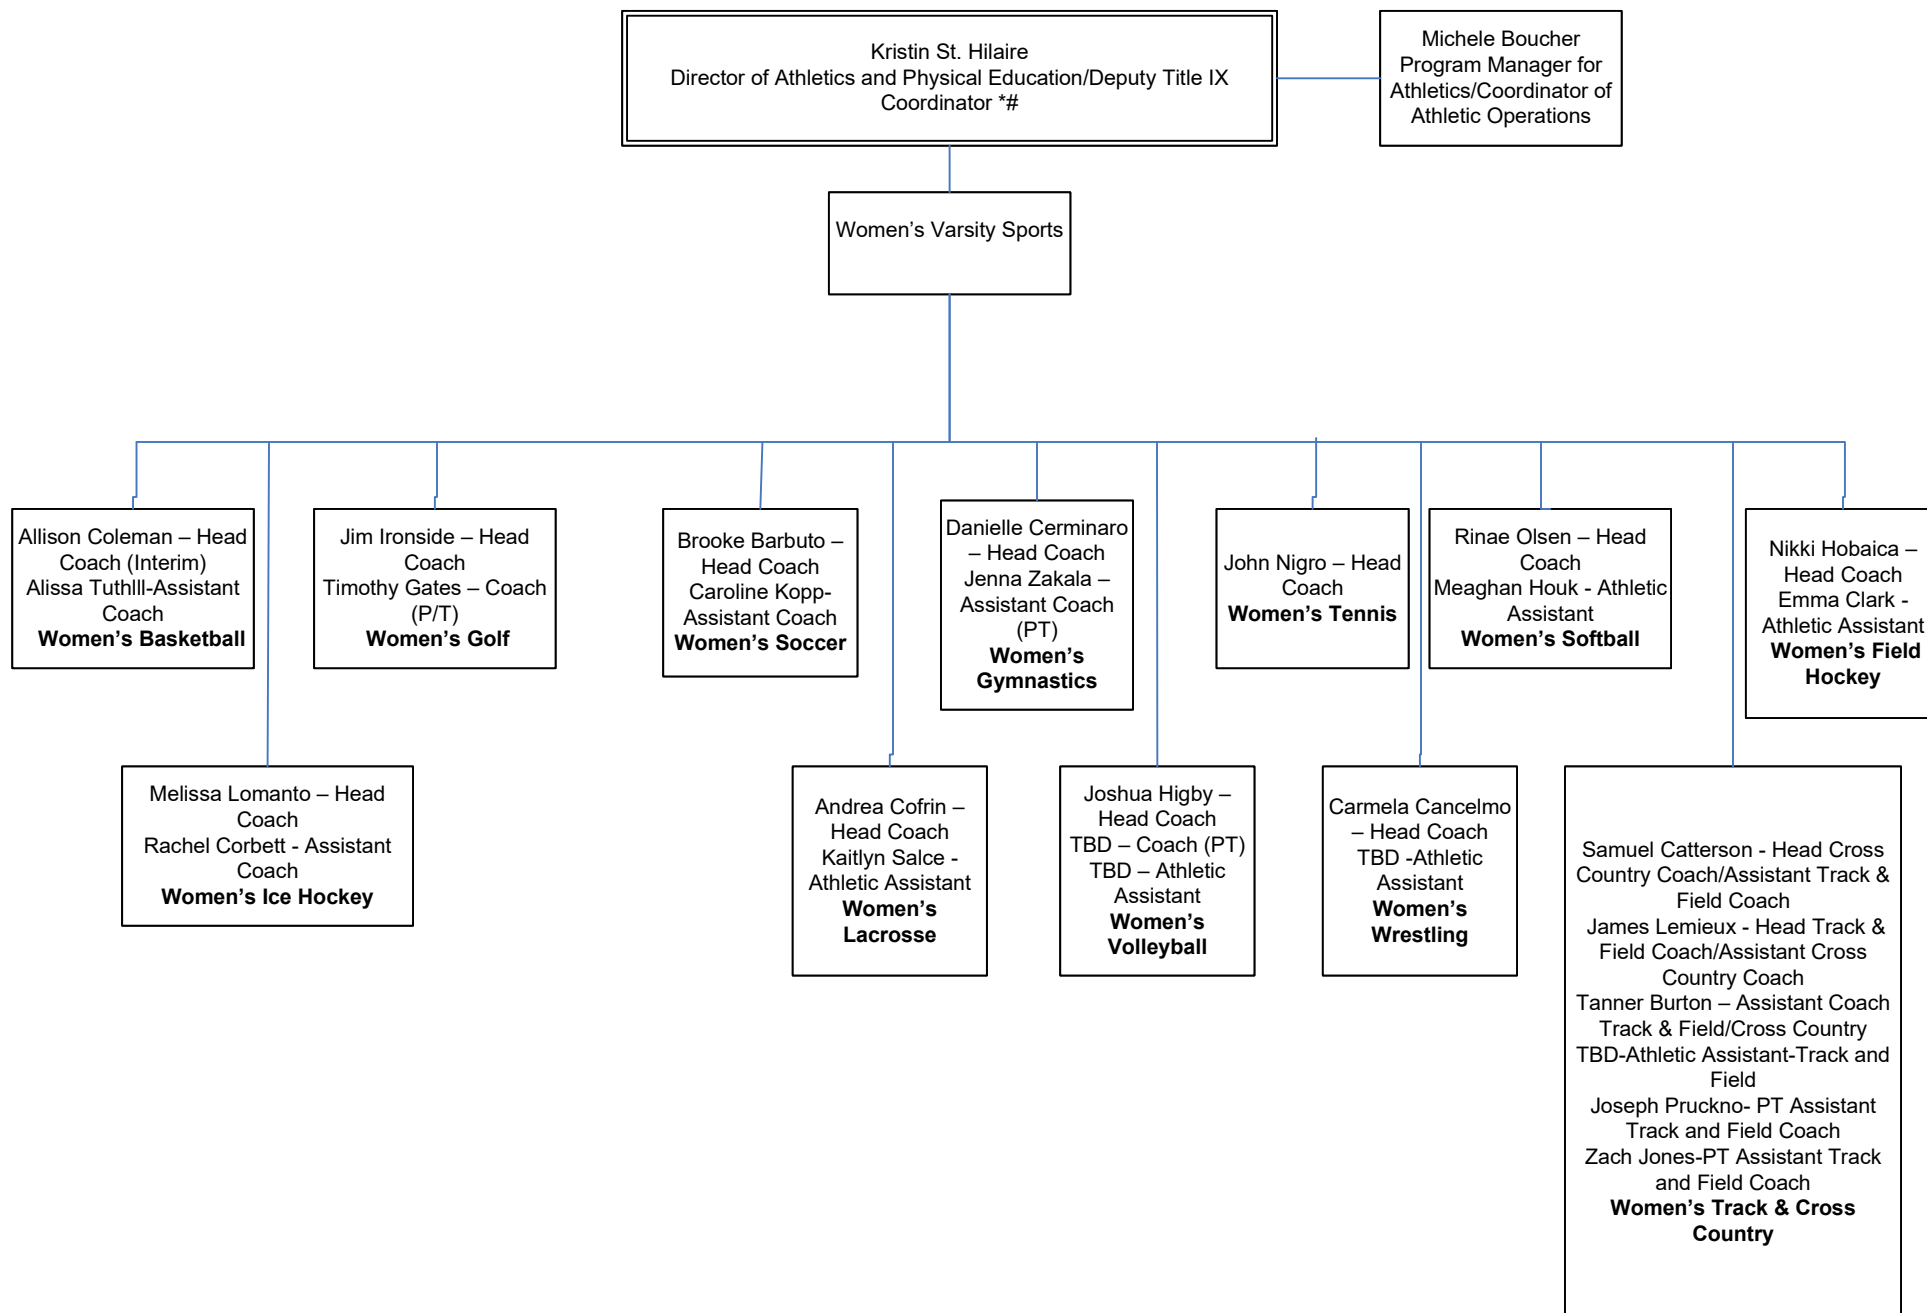 Kristin St. Hilaire
Director of Athletics and Physical Education/Deputy Title IX
Coordinator *#
Michele Boucher
Program Manager for
Athletics/Coordinator of
Athletic Operations
Women’s Varsity Sports
Allison Coleman – Head
Coach (Interim)
Alissa Tuthlll-Assistant
Coach
Women’s Basketball
Jim Ironside – Head
Coach
Timothy Gates – Coach
(P/T)
Women’s Golf
Brooke Barbuto –
Head Coach
Caroline Kopp-
Assistant Coach
Women’s Soccer
Danielle Cerminaro
– Head Coach
Jenna Zakala –
Assistant Coach
(PT)
Women’s
Gymnastics
John Nigro – Head
Coach
Women’s Tennis
Rinae Olsen – Head
Coach
Meaghan Houk - Athletic
Assistant
Women’s Softball
Nikki Hobaica –
Head Coach
Emma Clark -
Athletic Assistant
Women’s Field
Hockey
Melissa Lomanto – Head
Coach
Rachel Corbett - Assistant
Coach
Women’s Ice Hockey
Andrea Cofrin –
Head Coach
Kaitlyn Salce -
Athletic Assistant
Women’s
Lacrosse
Joshua Higby –
Head Coach
TBD – Coach (PT)
TBD – Athletic
Assistant
Women’s
Volleyball
Carmela Cancelmo
– Head Coach
TBD -Athletic
Assistant
Women’s
Wrestling
Samuel Catterson - Head Cross
Country Coach/Assistant Track &
Field Coach
James Lemieux - Head Track &
Field Coach/Assistant Cross
Country Coach
Tanner Burton – Assistant Coach
Track & Field/Cross Country
TBD-Athletic Assistant-Track and
Field
Joseph Pruckno- PT Assistant
Track and Field Coach
Zach Jones-PT Assistant Track
and Field Coach
Women’s Track & Cross
Country